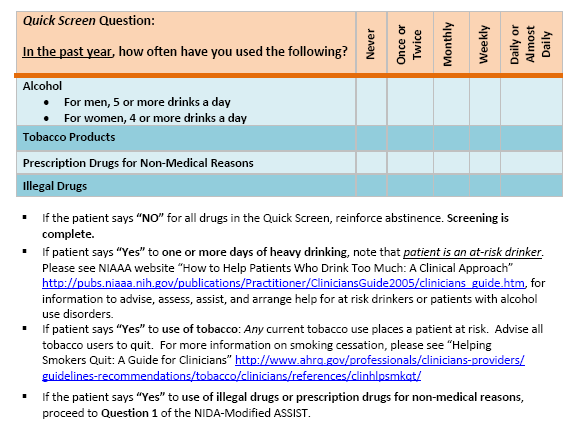 Quick Screen Question:
In the past year, how often have you used the following?
Never
Once or Twice
Monthly
Weekly
Daily or Almost Daily
Alcohol
• For men, 5 or more drinks a day
• For women, 4 or more drinks a day
Tobacco Products
Prescription Drugs for Non-Medical Reasons
Illegal Drugs
▪ If the patient says “NO” for all drugs in the Quick Screen, reinforce abstinence. Screening is
complete.
▪ If patient says “Yes” to one or more days of heavy drinking, note that patient is an at-risk drinker.
Please see NIAAA website “How to Help Patients Who Drink Too Much: A Clinical Approach”
http://pubs.niaaa.nih.gov/publications/Practitioner/CliniciansGuide2005/clinicians_guide.htm, for
information to advise, assess, assist, and arrange help for at risk drinkers or patients with alcohol
use disorders.
▪ If patient says “Yes” to use of tobacco: Any current tobacco use places a patient at risk. Advise all
tobacco users to quit. For more information on smoking cessation, please see “Helping
Smokers Quit: A Guide for Clinicians” http://www.ahrq.gov/professionals/clinicians-providers/
guidelines-recommendations/tobacco/clinicians/references/clinhlpsmkqt/
▪ If the patient says “Yes” to use of illegal drugs or prescription drugs for non-medical reasons,
proceed to Question 1 of the NIDA-Modified ASSIST.